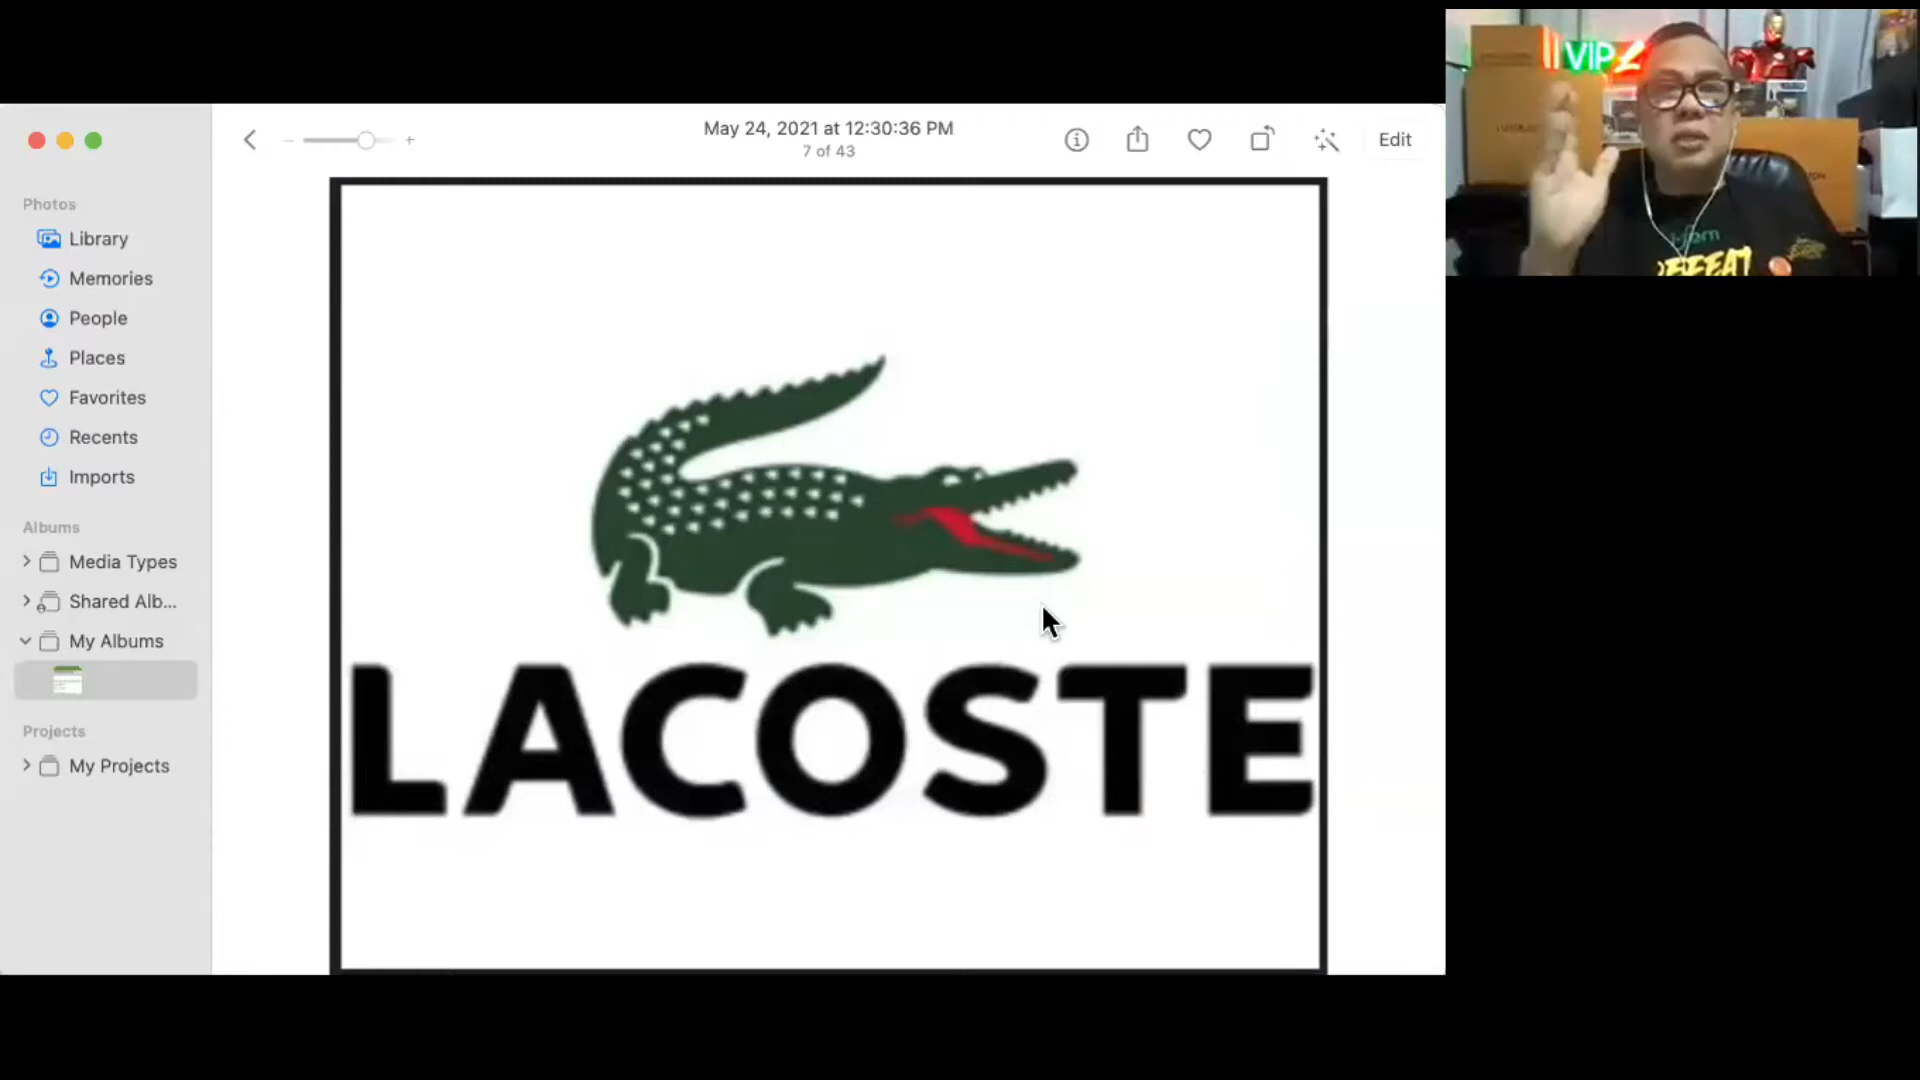 May 24, 2021 at 12:30:36 PM
7 of 43
Edit
Photos
Library
Memories
People
Places
Favorites
Recents
Imports
Albums
Media Types
Shared Alb...
My Albums
Projects
My Projects
LACOSTE
VIP